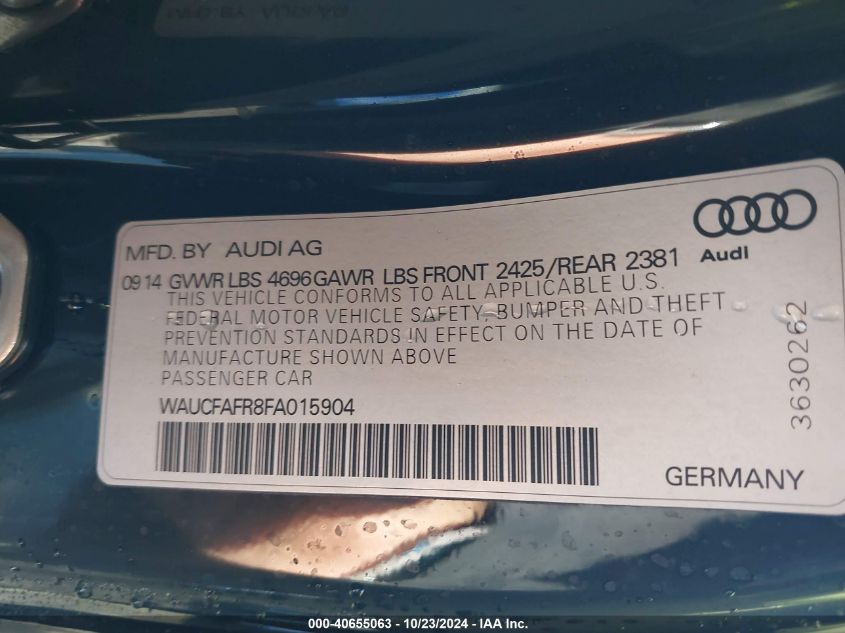 MFD. BY AUDI AG
Audi
09 14 GVWR LBS 4696 GAWR LBS FRONT 2425/REAR 2381
THIS VEHICLE CONFORMS TO ALL APPLICABLE U.S.
FEDERAL MOTOR VEHICLE SAFETY, BUMPER AND THEFT
PREVENTION STANDARDS IN EFFECT ON THE DATE OF
MANUFACTURE SHOWN ABOVE
PASSENGER CAR
WAUCFAFR8FA015904
3630262
GERMANY
000-40655063 - 10/23/2024 - IAA Inc.